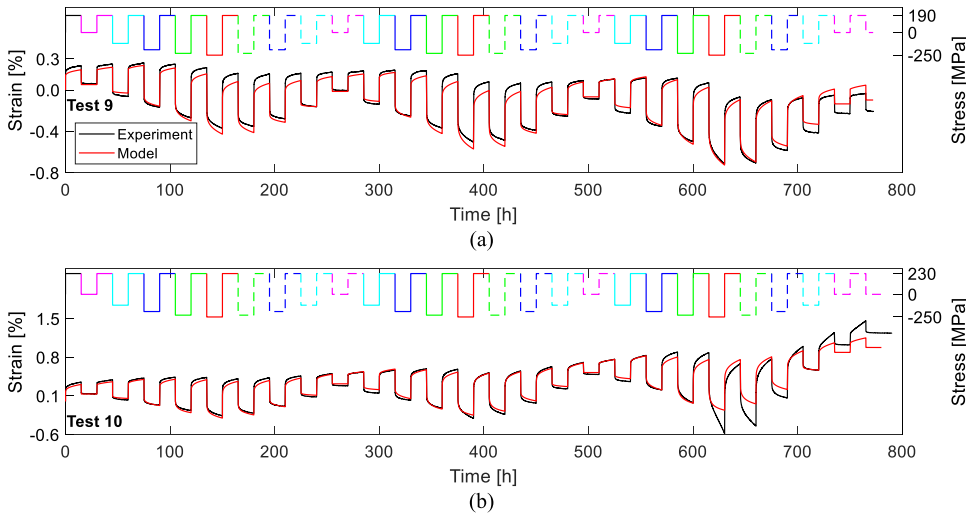 (a)
190
0
-250
Stress [MPa]
Strain [%]
0.3
0.0
-0.4
-0.8
Test 9
Experiment
Model
0 100 200 300 400 500 600 700 800
Time [h]
(a)
230
0
-250
Stress [MPa]
Strain [%]
1.5
0.8
0.1
-0.6
Test 10
0 100 200 300 400 500 600 700 800
Time [h]
(b)